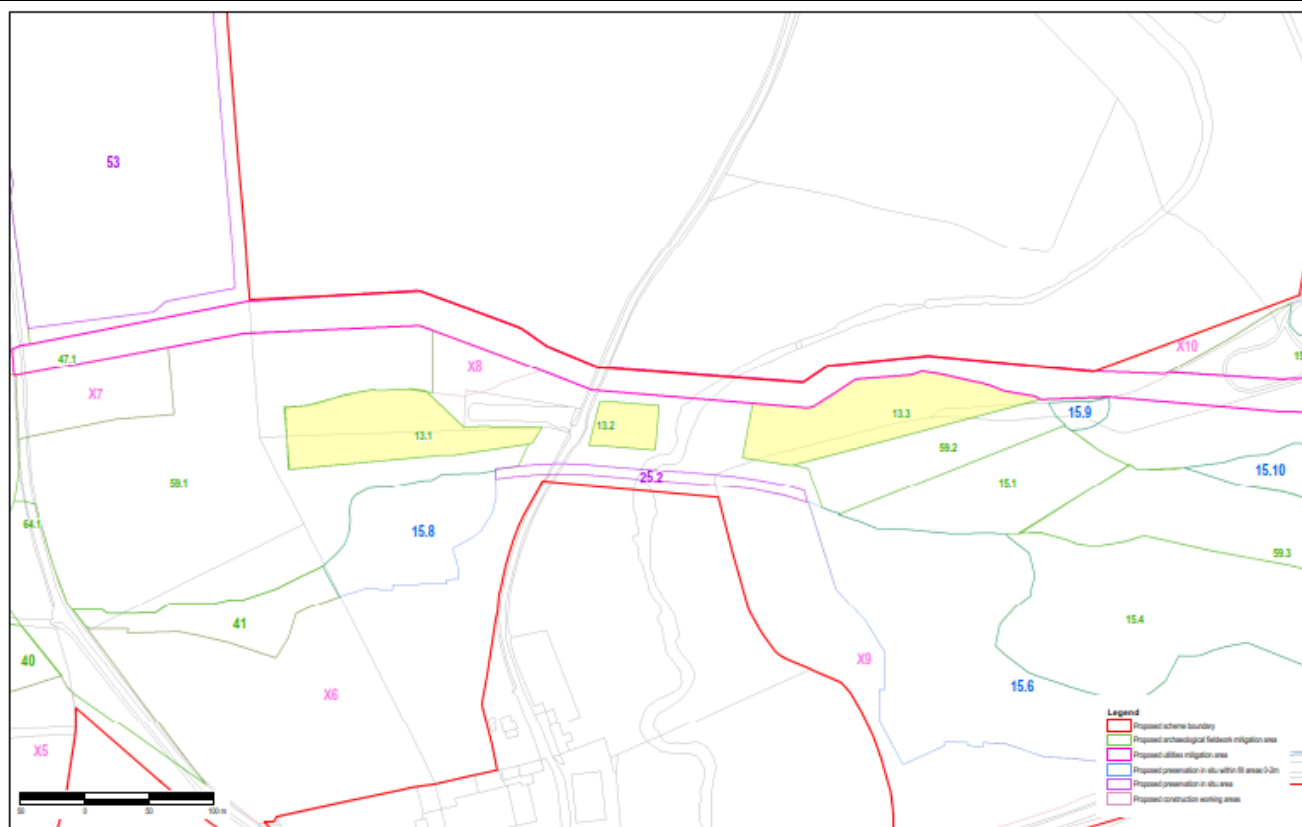 53
47.1
X7
X8
X10
15.9
13.1
13.2
13.3
59.2
15.10
25.2
15.1
59.1
64.1
15.8
59.3
41
15.4
40
X9
15.6
X6
X5
Legend
Proposed scheme boundary
Proposed archaeological fieldwork mitigation area
Proposed utilities mitigation area
Proposed preservation in situ within fill areas 0-2m
Proposed preservation in situ area
Proposed construction working areas
50 0 50 100 m